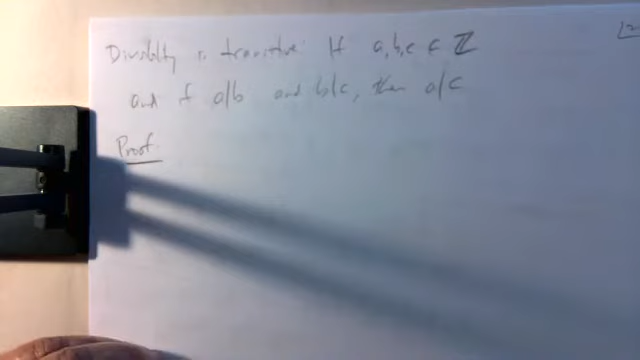 Divisibility is transitive: If a,b,c ∈ ℤ
and if a|b and b|c, then a|c
Proof.